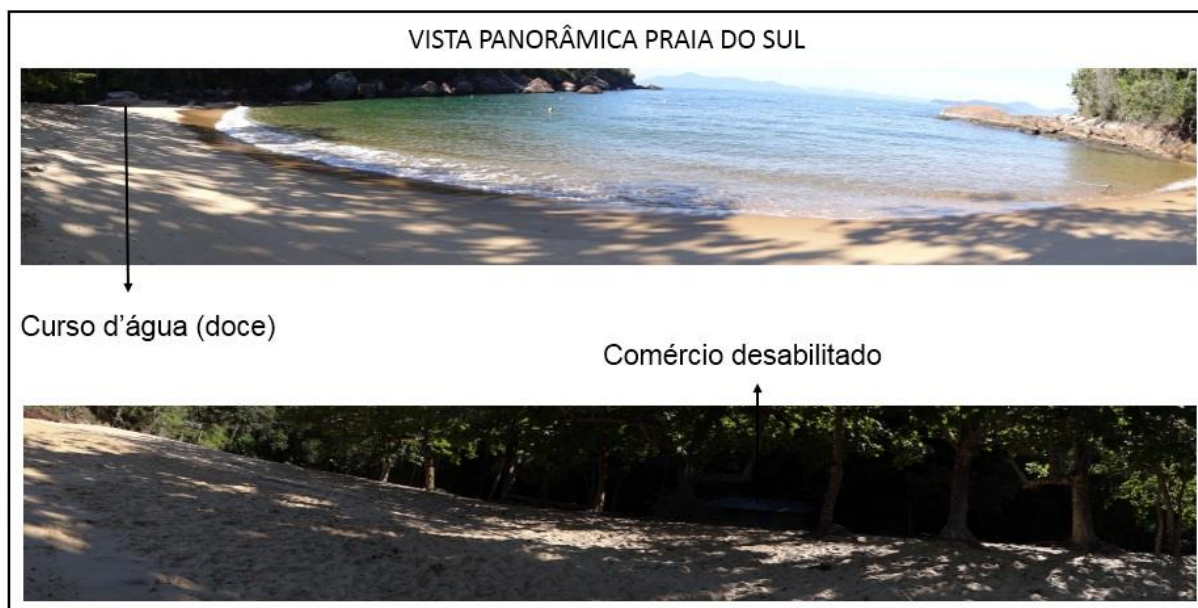 VISTA PANORÂMICA PRAIA DO SUL
Curso d'água (doce)
Comércio desabilitado